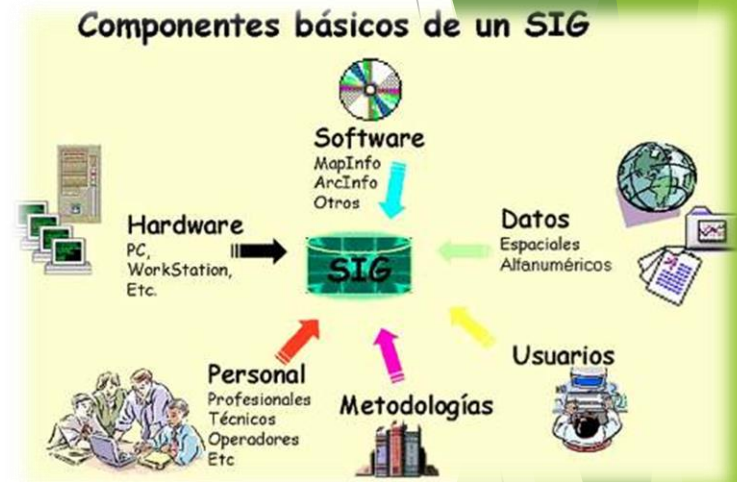 Componentes básicos de un SIG
Software
MapInfo
ArcInfo
Otros
Hardware
PC,
WorkStation,
Etc.
SIG
Datos
Espaciales
Alfanuméricos
Personal
Profesionales
Técnicos
Operadores
Etc
Metodologías
Usuarios